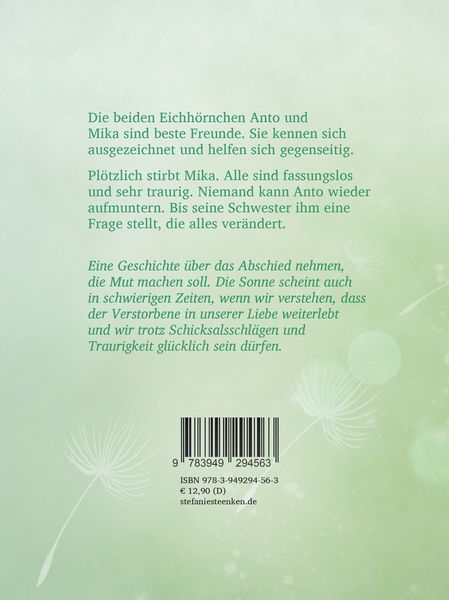 Die beiden Eichhörnchen Anto und
Mika sind beste Freunde. Sie kennen sich
ausgezeichnet und helfen sich gegenseitig.
Plötzlich stirbt Mika. Alle sind fassungslos
und sehr traurig. Niemand kann Anto wieder
aufmuntern. Bis seine Schwester ihm eine
Frage stellt, die alles verändert.
Eine Geschichte über das Abschied nehmen,
die Mut machen soll. Die Sonne scheint auch
in schwierigen Zeiten, wenn wir verstehen, dass
der Verstorbene in unserer Liebe weiterlebt
und wir trotz Schicksalsschlägen und
Traurigkeit glücklich sein dürfen.
9 783949 294563
ISBN 978-3-949294-56-3
€ 12,90 (D)
stefaniesteenken.de